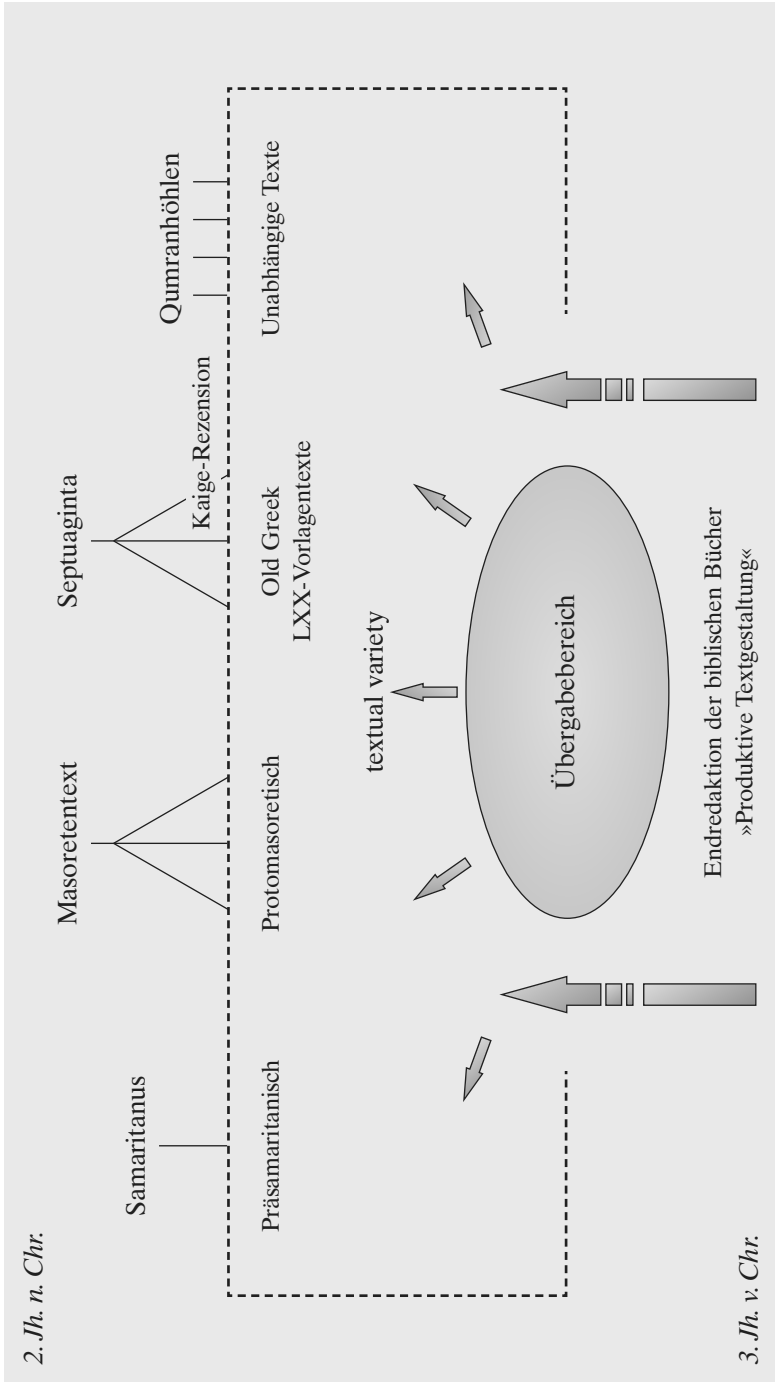 2. Jh. n. Chr.
Samaritanus
Masoretentext
Septuaginta
Qumranhöhlen
Kaige-Rezension
Präsamaritanisch
Protomasoretisch
Old Greek
LXX-Vorlagentexte
Unabhängige Texte
textual variety
Übergabebereich
Endredaktion der biblischen Bücher
»Produktive Textgestaltung«
3. Jh. v. Chr.